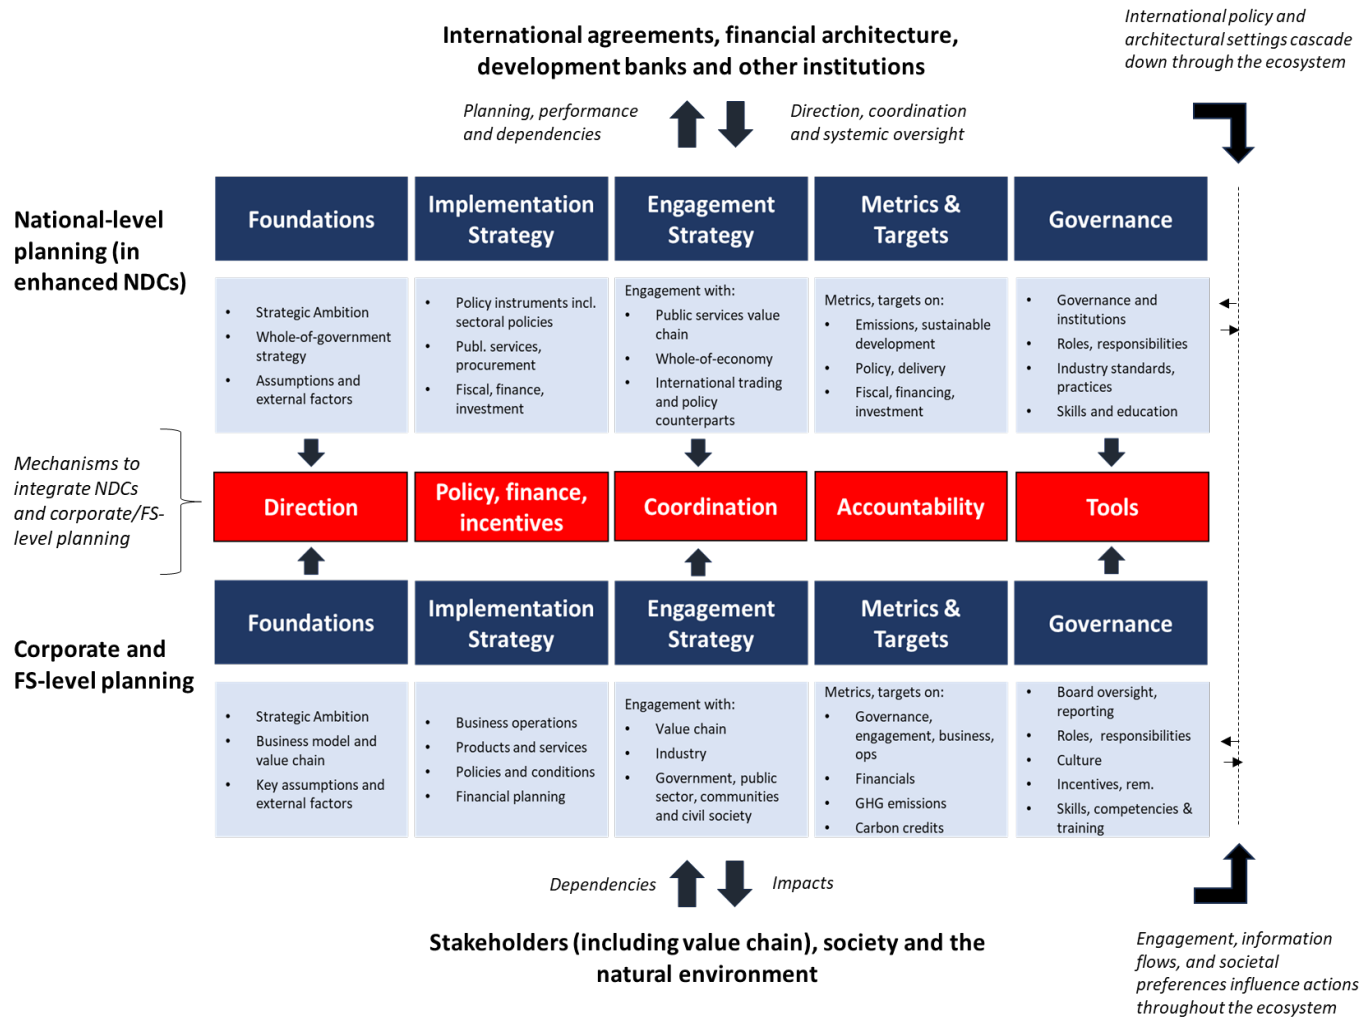 International agreements, financial architecture,
development banks and other institutions
International policy and
architectural settings cascade
down through the ecosystem
Planning, performance
and dependencies
Direction, coordination
and systemic oversight
National-level
planning (in
enhanced NDCs)
Foundations
Implementation
Strategy
Engagement
Strategy
Metrics &
Targets
Governance
• Strategic Ambition
• Whole-of-government
strategy
• Assumptions and
external factors
• Policy instruments incl.
sectoral policies
• Publ. services,
procurement
• Fiscal, finance,
investment
Engagement with:
• Public services value
chain
• Whole-of-economy
• International trading
and policy
counterparts
Metrics, targets on:
• Emissions, sustainable
development
• Policy, delivery
• Fiscal, financing,
investment
• Governance and
institutions
• Roles, responsibilities
• Industry standards,
practices
• Skills and education
Mechanisms to
integrate NDCs
and corporate/FS-
level planning
Direction
Policy, finance,
incentives
Coordination
Accountability
Tools
Corporate and
FS-level planning
Foundations
Implementation
Strategy
Engagement
Strategy
Metrics &
Targets
Governance
• Strategic Ambition
• Business model and
value chain
• Key assumptions and
external factors
• Business operations
• Products and services
• Policies and conditions
• Financial planning
Engagement with:
• Value chain
• Industry
• Government, public
sector, communities
and civil society
Metrics, targets on:
• Governance,
engagement, business,
ops
• Financials
• GHG emissions
• Carbon credits
• Board oversight,
reporting
• Roles, responsibilities
• Culture
• Incentives, rem.
• Skills, competencies &
training
Dependencies
Impacts
Stakeholders (including value chain), society and the
natural environment
Engagement, information
flows, and societal
preferences influence actions
throughout the ecosystem